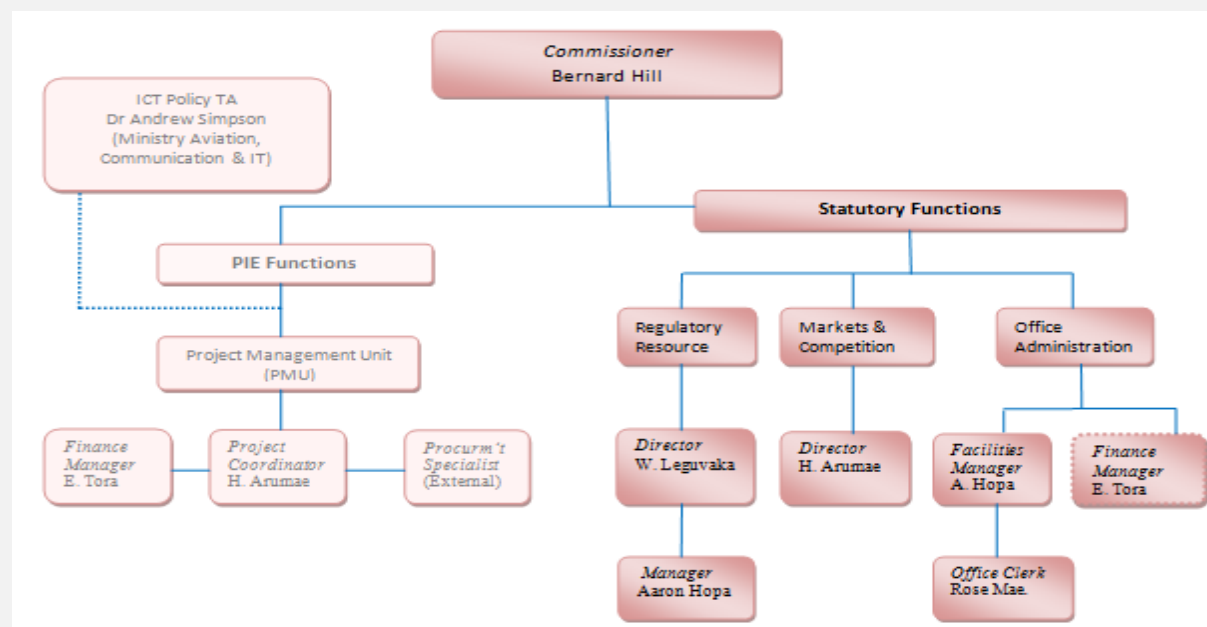 Commissioner
Bernard Hill
ICT Policy TA
Dr Andrew Simpson
(Ministry Aviation,
Communication & IT)
Statutory Functions
PIE Functions
Regulatory
Resource
Markets &
Competition
Office
Administration
Project Management Unit
(PMU)
Finance
Manager
E. Tora
Project
Coordinator
H. Arumae
Procurm't
Specialist
(External)
Director
W. Leguvaka
Director
H. Arumae
Facilities
Manager
A. Hopa
Finance
Manager
E. Tora
Manager
Aaron Hopa
Office Clerk
Rose Mae.